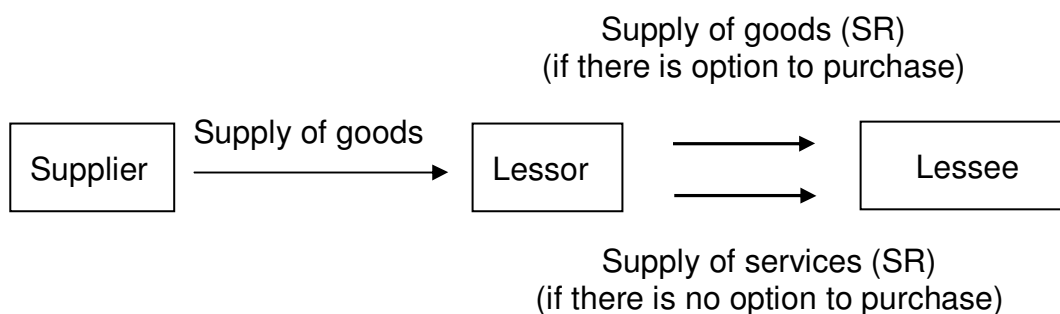 Supply of goods (SR)
(if there is option to purchase)
Supply of goods
Supplier
Lessor
Lessee
Supply of services (SR)
(if there is no option to purchase)